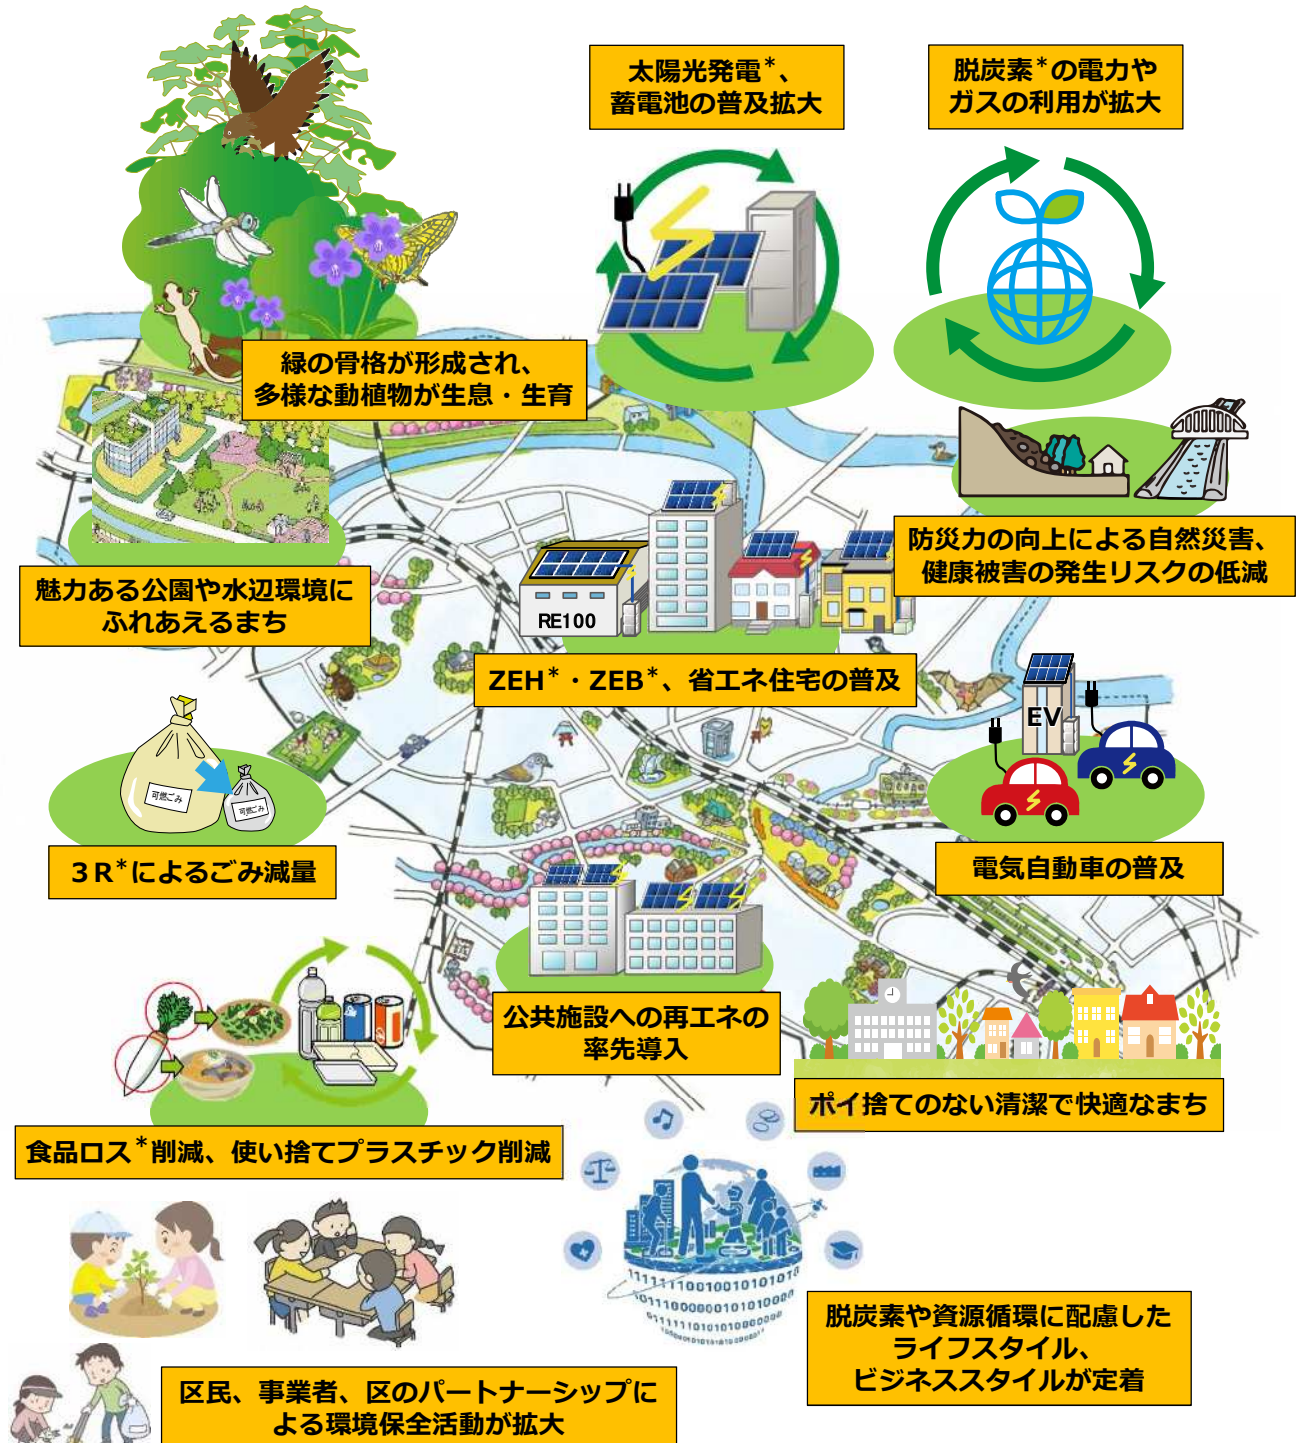 太陽光発電*、
蓄電池の普及拡大
脱炭素*の電力や
ガスの利用が拡大
緑の骨格が形成され、
多様な動植物が生息・生育
防災力の向上による自然災害、
健康被害の発生リスクの低減
魅力ある公園や水辺環境に
ふれあえるまち
RE100
ZEH*・ZEB*、省エネ住宅の普及
EV
可燃ごみ
可燃ごみ
3R*によるごみ減量
電気自動車の普及
公共施設への再エネの
率先導入
ポイ捨てのない清潔で快適なまち
食品ロス*削減、使い捨てプラスチック削減
脱炭素や資源循環に配慮した
ライフスタイル、
ビジネススタイルが定着
区民、事業者、区のパートナーシップに
よる環境保全活動が拡大